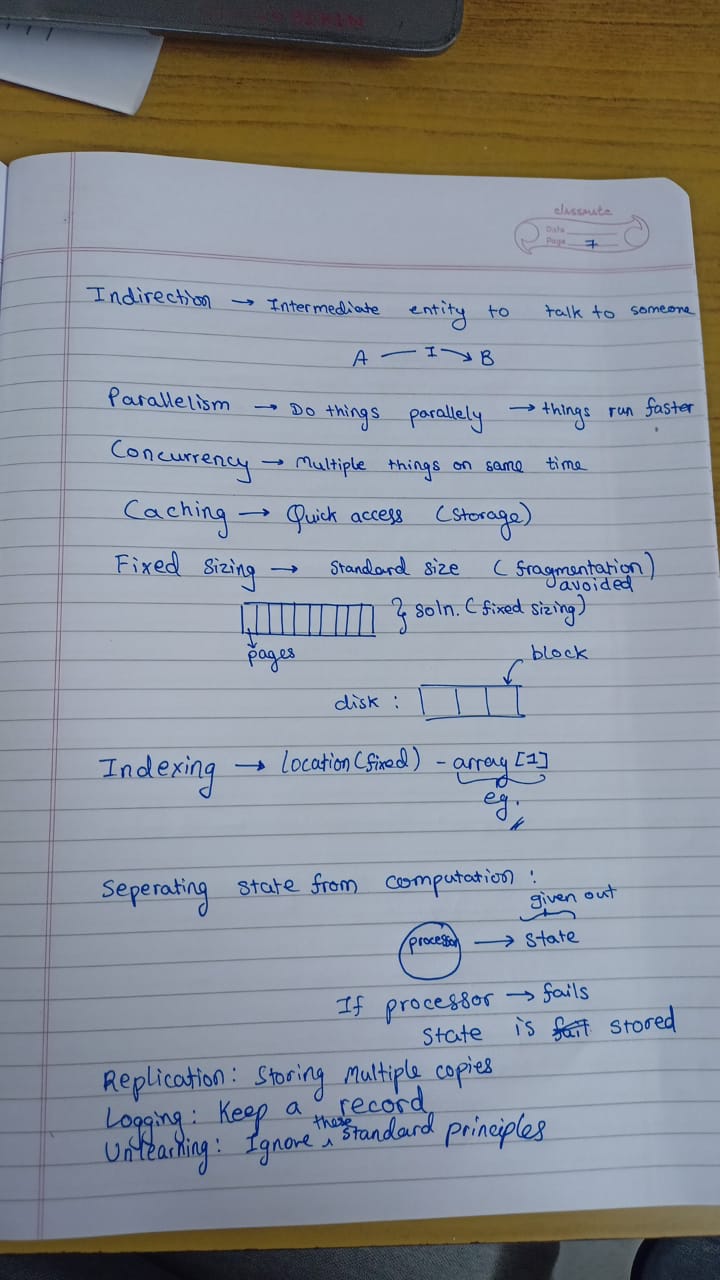 classmate
Date
Page 7
Indirection → Intermediate entity to talk to someone
A — I → B
Parallelism → Do things parallely → things run faster
Concurrency → Multiple things on same time
Caching → Quick access (storage)
Fixed sizing → standard size (fragmentation)
avoided
} soln. (fixed sizing)
pages
block
disk :
Indexing → location (fixed) - array [1]
eg.
Seperating state from computation :
given out
processor → state
If processor → fails
state is stored
Replication : Storing multiple copies
Logging : Keep a record
these
Unlearning : Ignore ^ standard principles